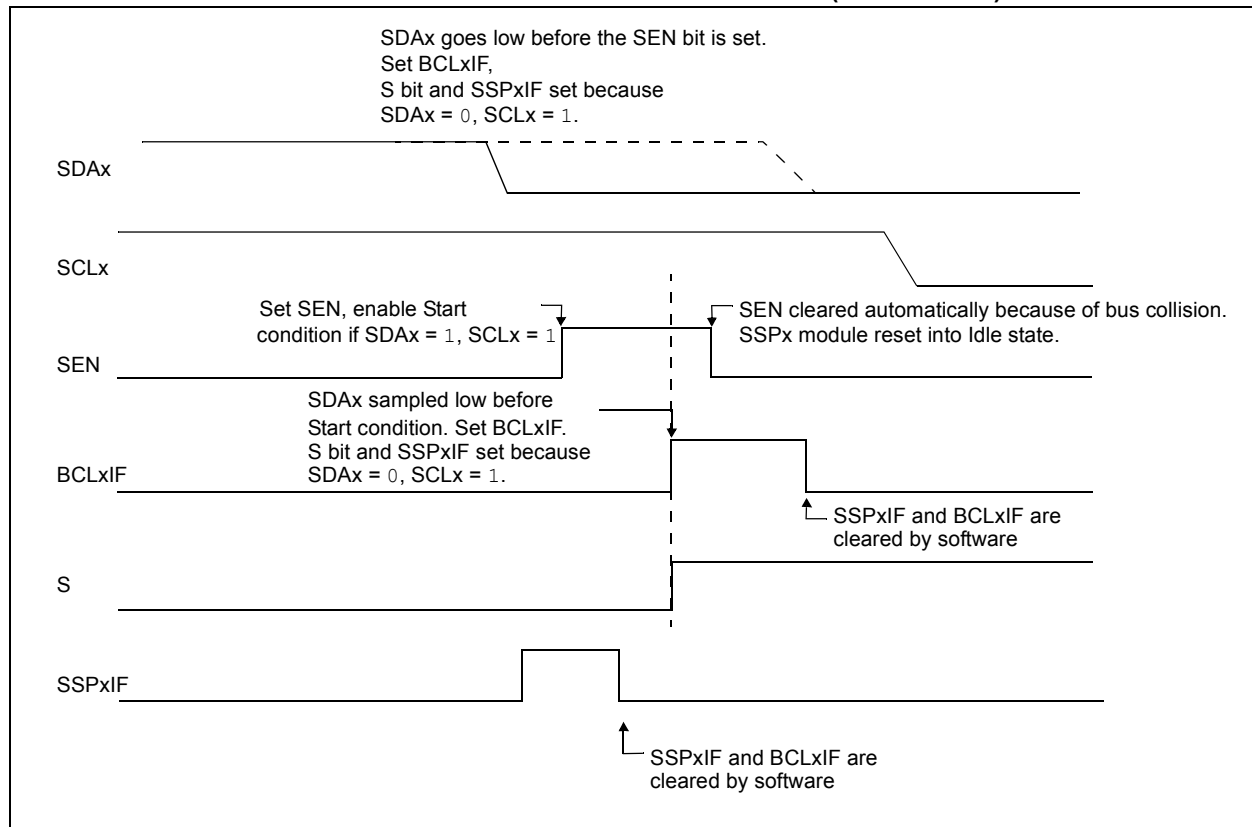 SDAx goes low before the SEN bit is set.
Set BCLxIF,
S bit and SSPxIF set because
SDAx = 0, SCLx = 1.
SDAx
SCLx
Set SEN, enable Start
condition if SDAx = 1, SCLx = 1
SEN cleared automatically because of bus collision.
SSPx module reset into Idle state.
SEN
SDAx sampled low before
Start condition. Set BCLxIF.
S bit and SSPxIF set because
SDAx = 0, SCLx = 1.
BCLxIF
SSPxIF and BCLxIF are
cleared by software
S
SSPxIF
SSPxIF and BCLxIF are
cleared by software